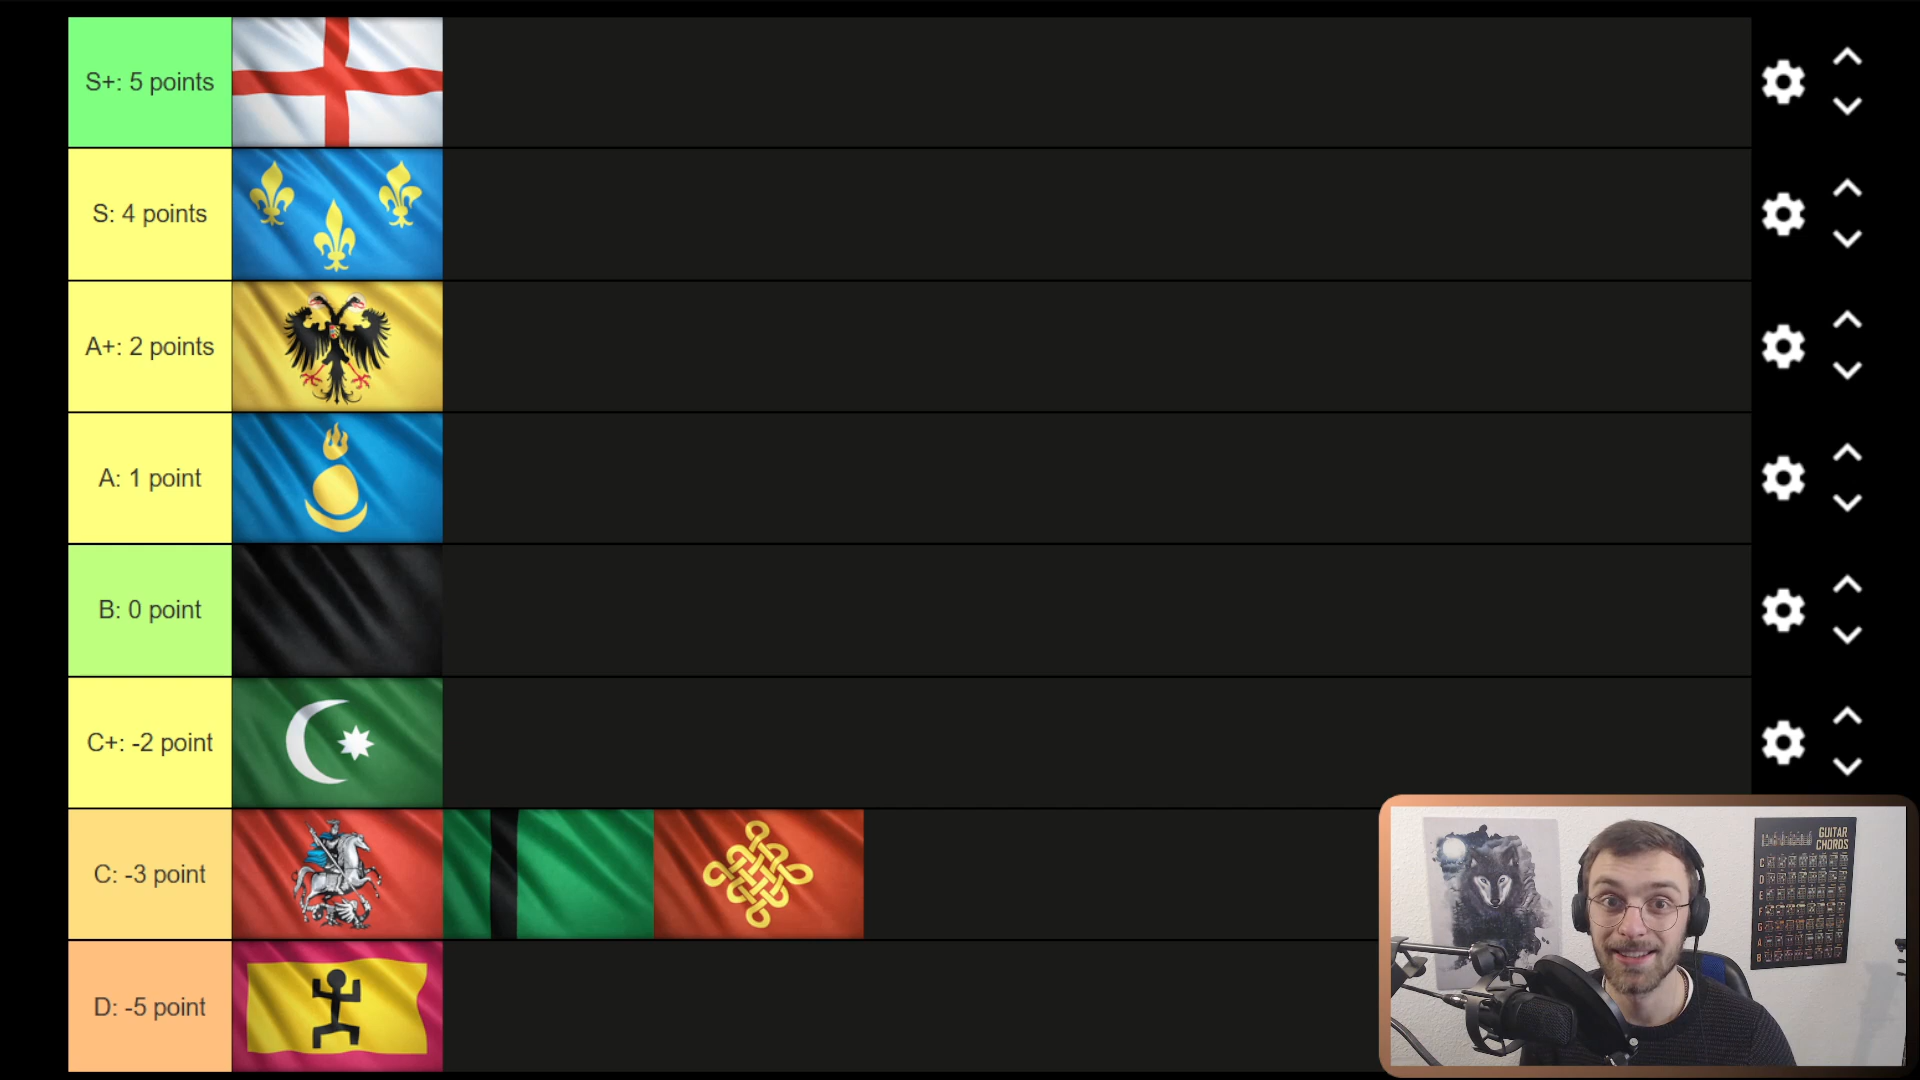 S+: 5 points
S: 4 points
A+: 2 points
A: 1 point
B: 0 point
C+: -2 point
C: -3 point
D: -5 point
GUITAR
CHORDS
C
D
E
F
G
A
B